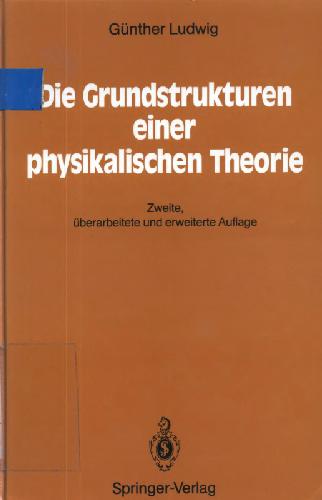 Günther Ludwig
Die Grundstrukturen
einer
physikalischen Theorie
Zweite,
überarbeitete und erweiterte Auflage
Springer-Verlag